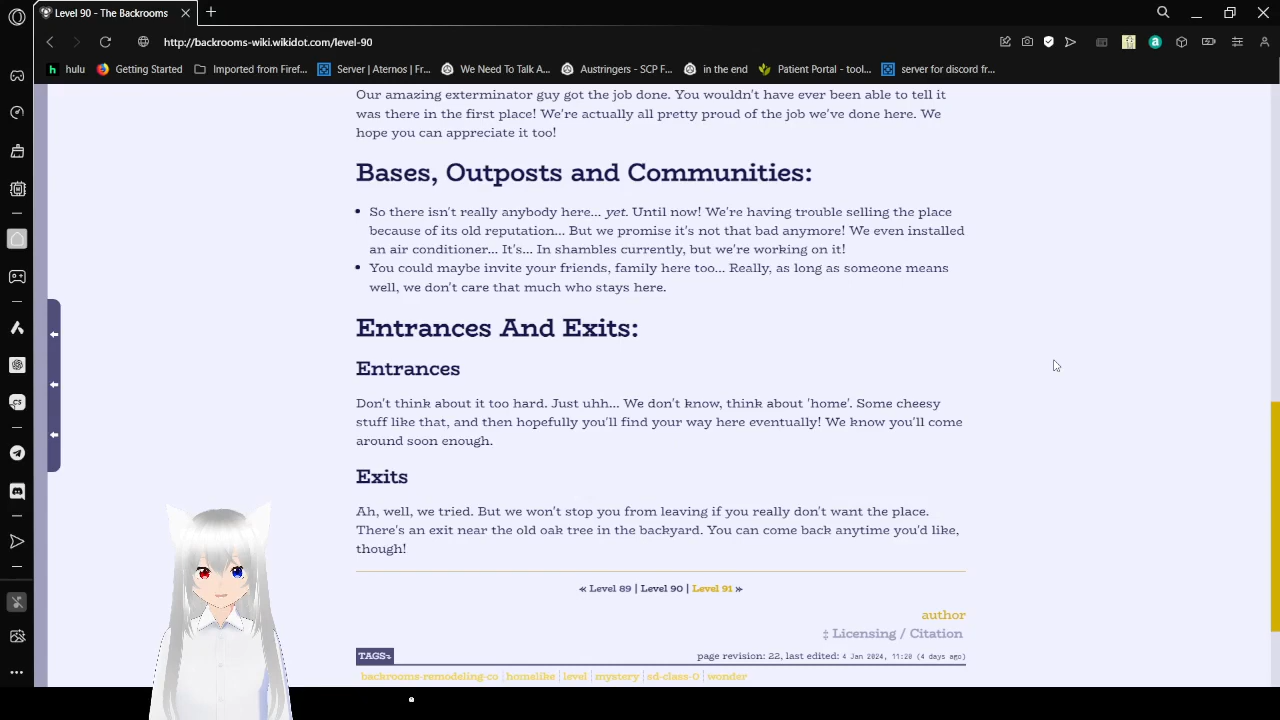 Level 90 - The Backrooms
http://backrooms-wiki.wikidot.com/level-90
hulu
Getting Started
Imported from Firef...
Server | Aternos | Fr...
We Need To Talk A...
Austringers - SCP F...
in the end
Patient Portal - tool...
server for discord fr...
Our amazing exterminator guy got the job done. You wouldn't have ever been able to tell it
was there in the first place! We're actually all pretty proud of the job we've done here. We
hope you can appreciate it too!
Bases, Outposts and Communities:
• So there isn't really anybody here... yet. Until now! We're having trouble selling the place
because of its old reputation... But we promise it's not that bad anymore! We even installed
an air conditioner... It's... In shambles currently, but we're working on it!
• You could maybe invite your friends, family here too... Really, as long as someone means
well, we don't care that much who stays here.
Entrances And Exits:
Entrances
Don't think about it too hard. Just uhh... We don't know, think about 'home'. Some cheesy
stuff like that, and then hopefully you'll find your way here eventually! We know you'll come
around soon enough.
Exits
Ah, well, we tried. But we won't stop you from leaving if you really don't want the place.
There's an exit near the old oak tree in the backyard. You can come back anytime you'd like,
though!
« Level 89 | Level 90 | Level 91 »
author
‡ Licensing / Citation
TAGS
page revision: 22, last edited: 4 Jan 2024, 11:20 (4 days ago)
backrooms-remodeling-co | homelike | level | mystery | sd-class-0 | wonder